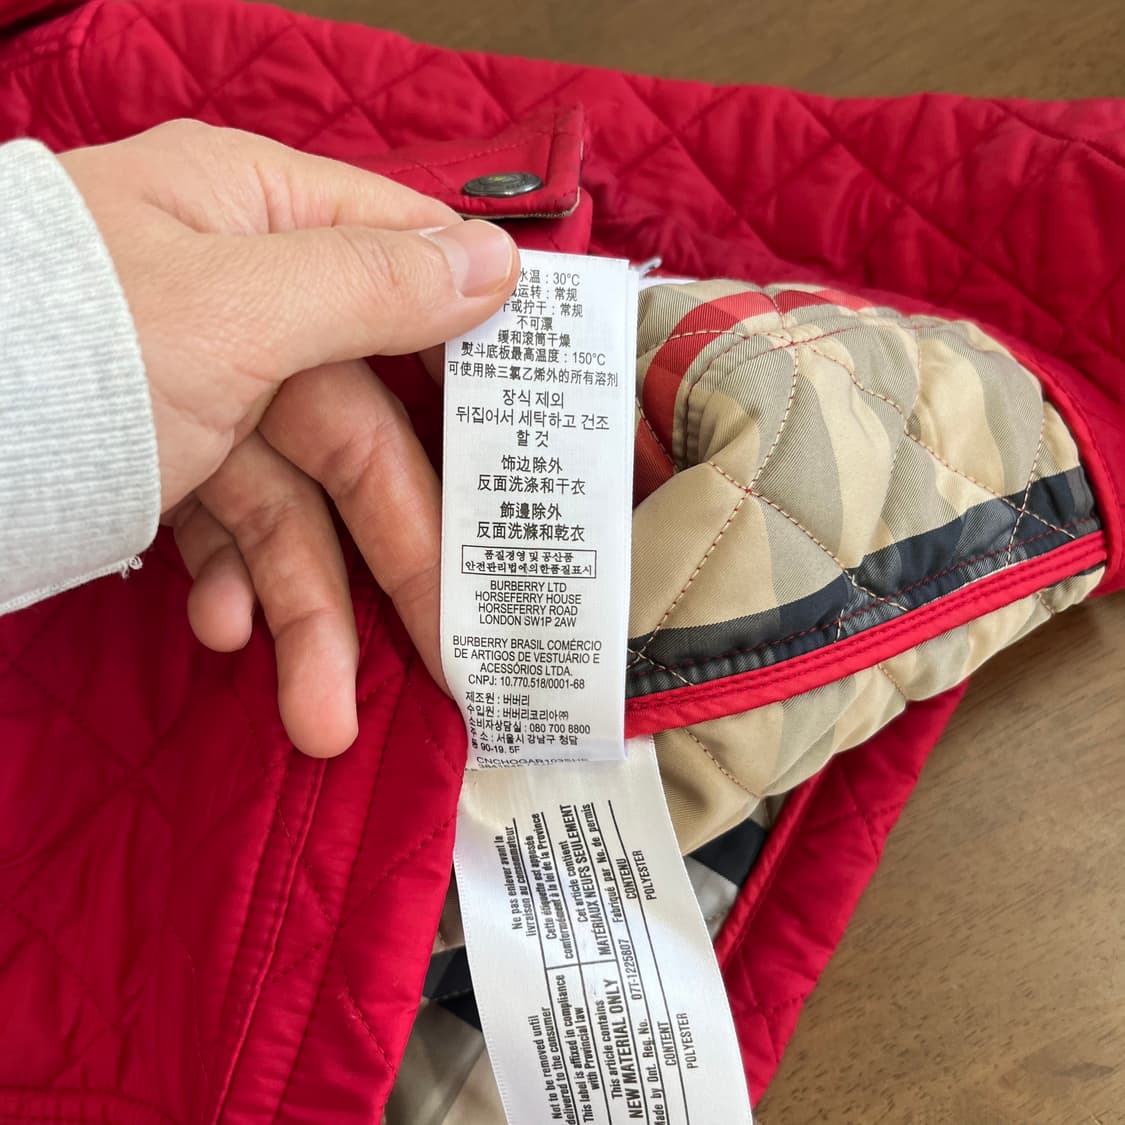 水温：30°C
运转：常规
或拧干：常规
不可漂
缓和滚筒干燥
熨斗底板最高温度：150°C
可使用除三氯乙烯外的所有溶剂
장식 제외
뒤집어서 세탁하고 건조
할 것
饰边除外
反面洗涤和干衣
飾邊除外
反面洗滌和乾衣
품질경영 및 공산품
안전관리법에의한품질표시
BURBERRY LTD
HORSEFERRY HOUSE
HORSEFERRY ROAD
LONDON SW1P 2AW
BURBERRY BRASIL COMÉRCIO
DE ARTIGOS DE VESTUÁRIO E
ACESSÓRIOS LTDA.
CNPJ: 10.770.518/0001-68
제조원 : 버버리
수입원 : 버버리코리아㈜
소비자상담실 : 080 700 8800
주 소 : 서울시 강남구 청담
동 90-19. 5F
Ne pas enlever avant la
livraison au consommateur
Cette étiquette est apposée
conformément à la loi de la Province
Cet article contient
MATÉRIAUX NEUFS SEULEMENT
Fabriqué par No. de permis
CONTENU
POLYESTER
Not to be removed until
delivered to the consumer
This label is affixed in compliance
with Provincial law
This article contains
NEW MATERIAL ONLY
Made by Ont. Reg. No. 07T-1225807
CONTENT
POLYESTER